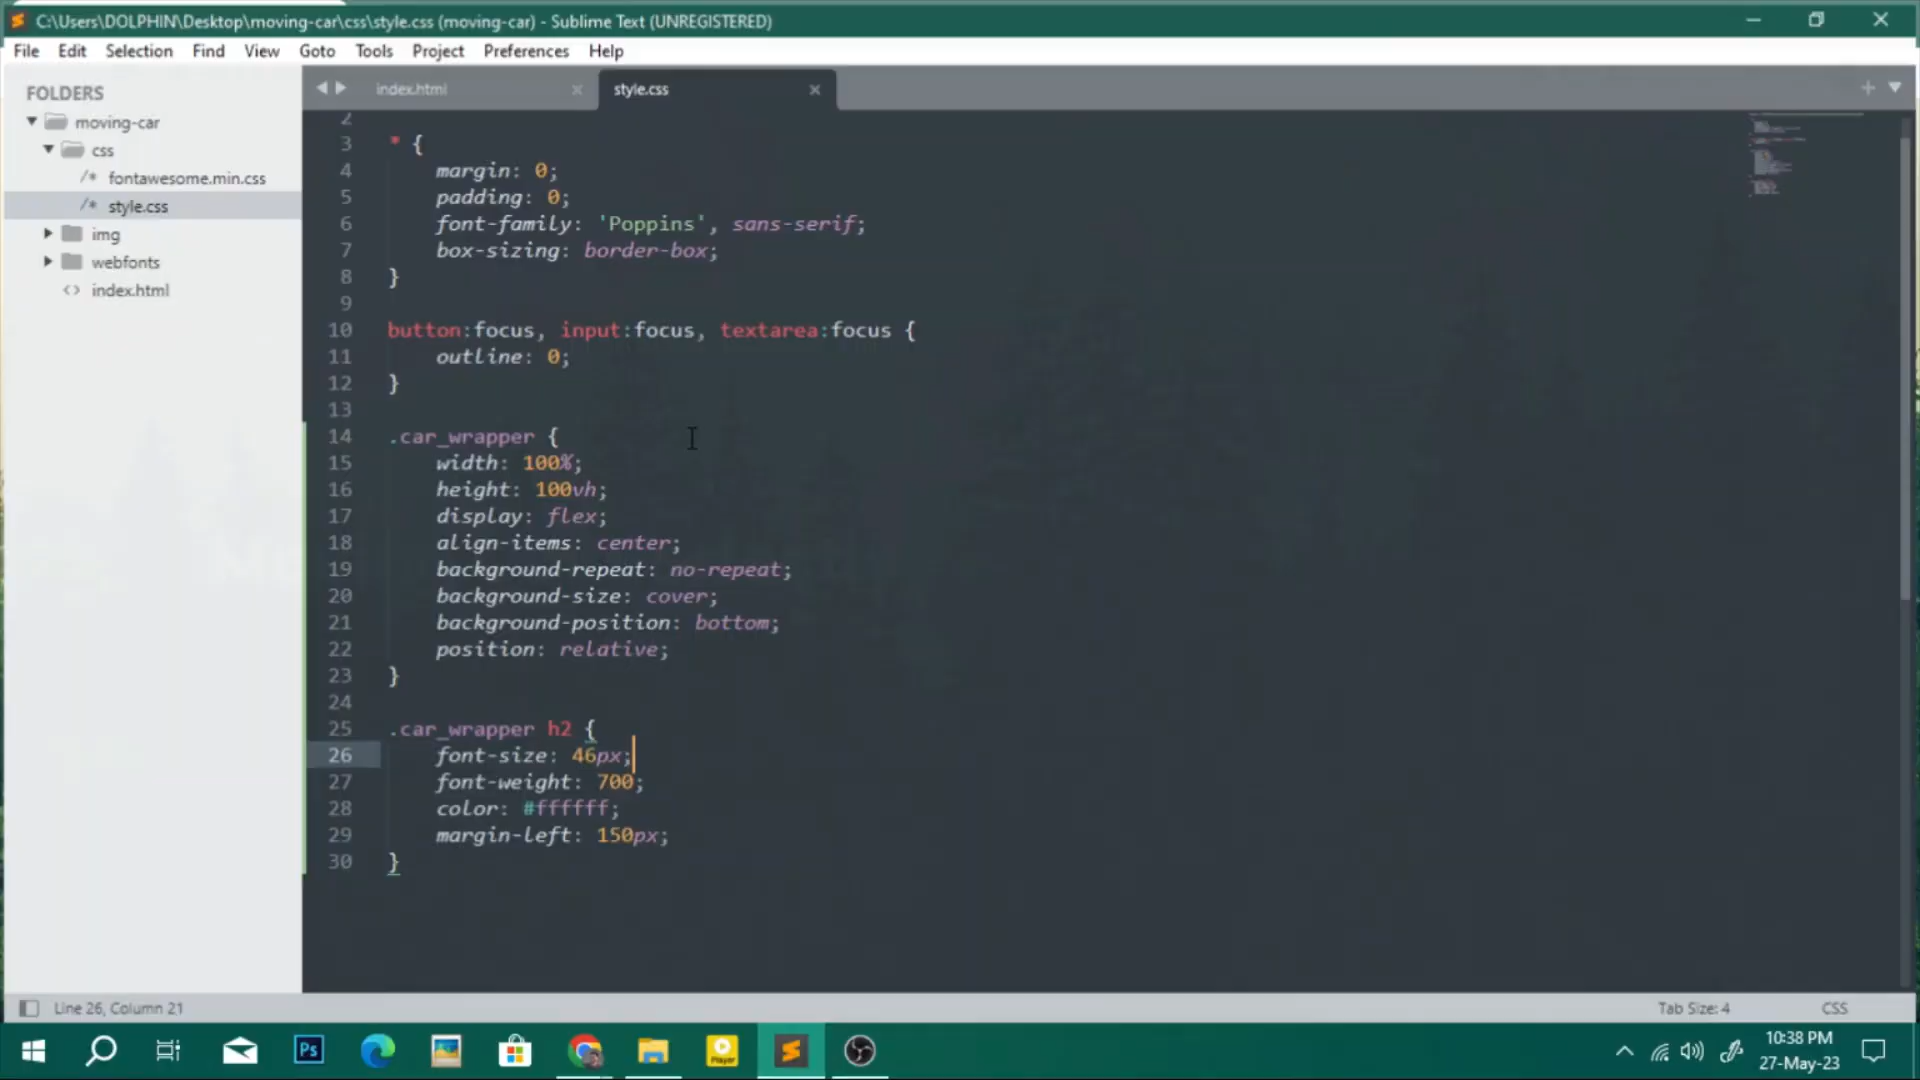 C:\Users\DOLPHIN\Desktop\moving-car\css\style.css (moving-car) - Sublime Text (UNREGISTERED)
File Edit Selection Find View Goto Tools Project Preferences Help
FOLDERS
moving-car
css
/* fontawesome.min.css
/* style.css
img
webfonts
<> index.html
index.html
style.css
2
3 * {
4 margin: 0;
5 padding: 0;
6 font-family: 'Poppins', sans-serif;
7 box-sizing: border-box;
8 }
9
10 button:focus, input:focus, textarea:focus {
11 outline: 0;
12 }
13
14 .car_wrapper {
15 width: 100%;
16 height: 100vh;
17 display: flex;
18 align-items: center;
19 background-repeat: no-repeat;
20 background-size: cover;
21 background-position: bottom;
22 position: relative;
23 }
24
25 .car_wrapper h2 {
26 font-size: 46px;
27 font-weight: 700;
28 color: #ffffff;
29 margin-left: 150px;
30 }
Line 26, Column 21
Tab Size: 4
CSS
Ps
Player
10:38 PM
27-May-23